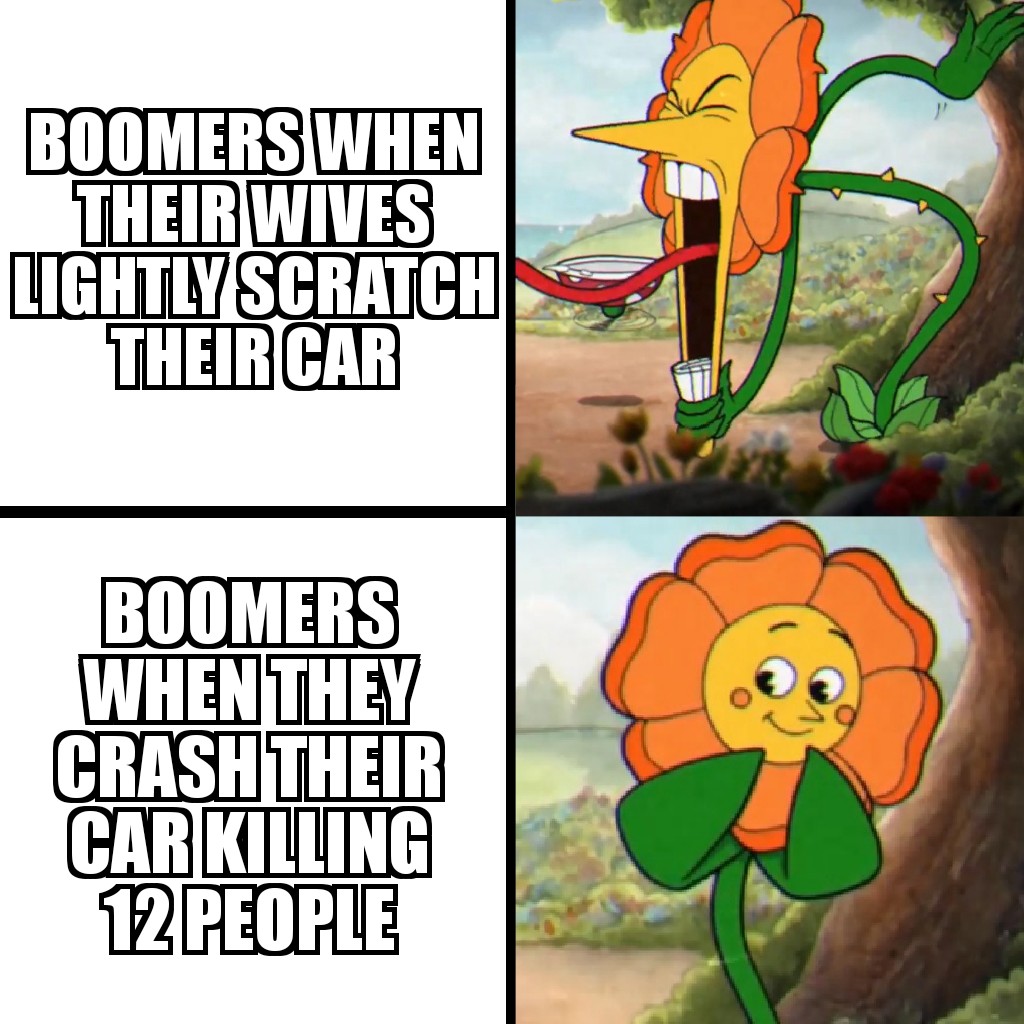 BOOMERS WHEN
THEIR WIVES
LIGHTLY SCRATCH
THEIR CAR
BOOMERS
WHEN THEY
CRASH THEIR
CAR KILLING
12 PEOPLE